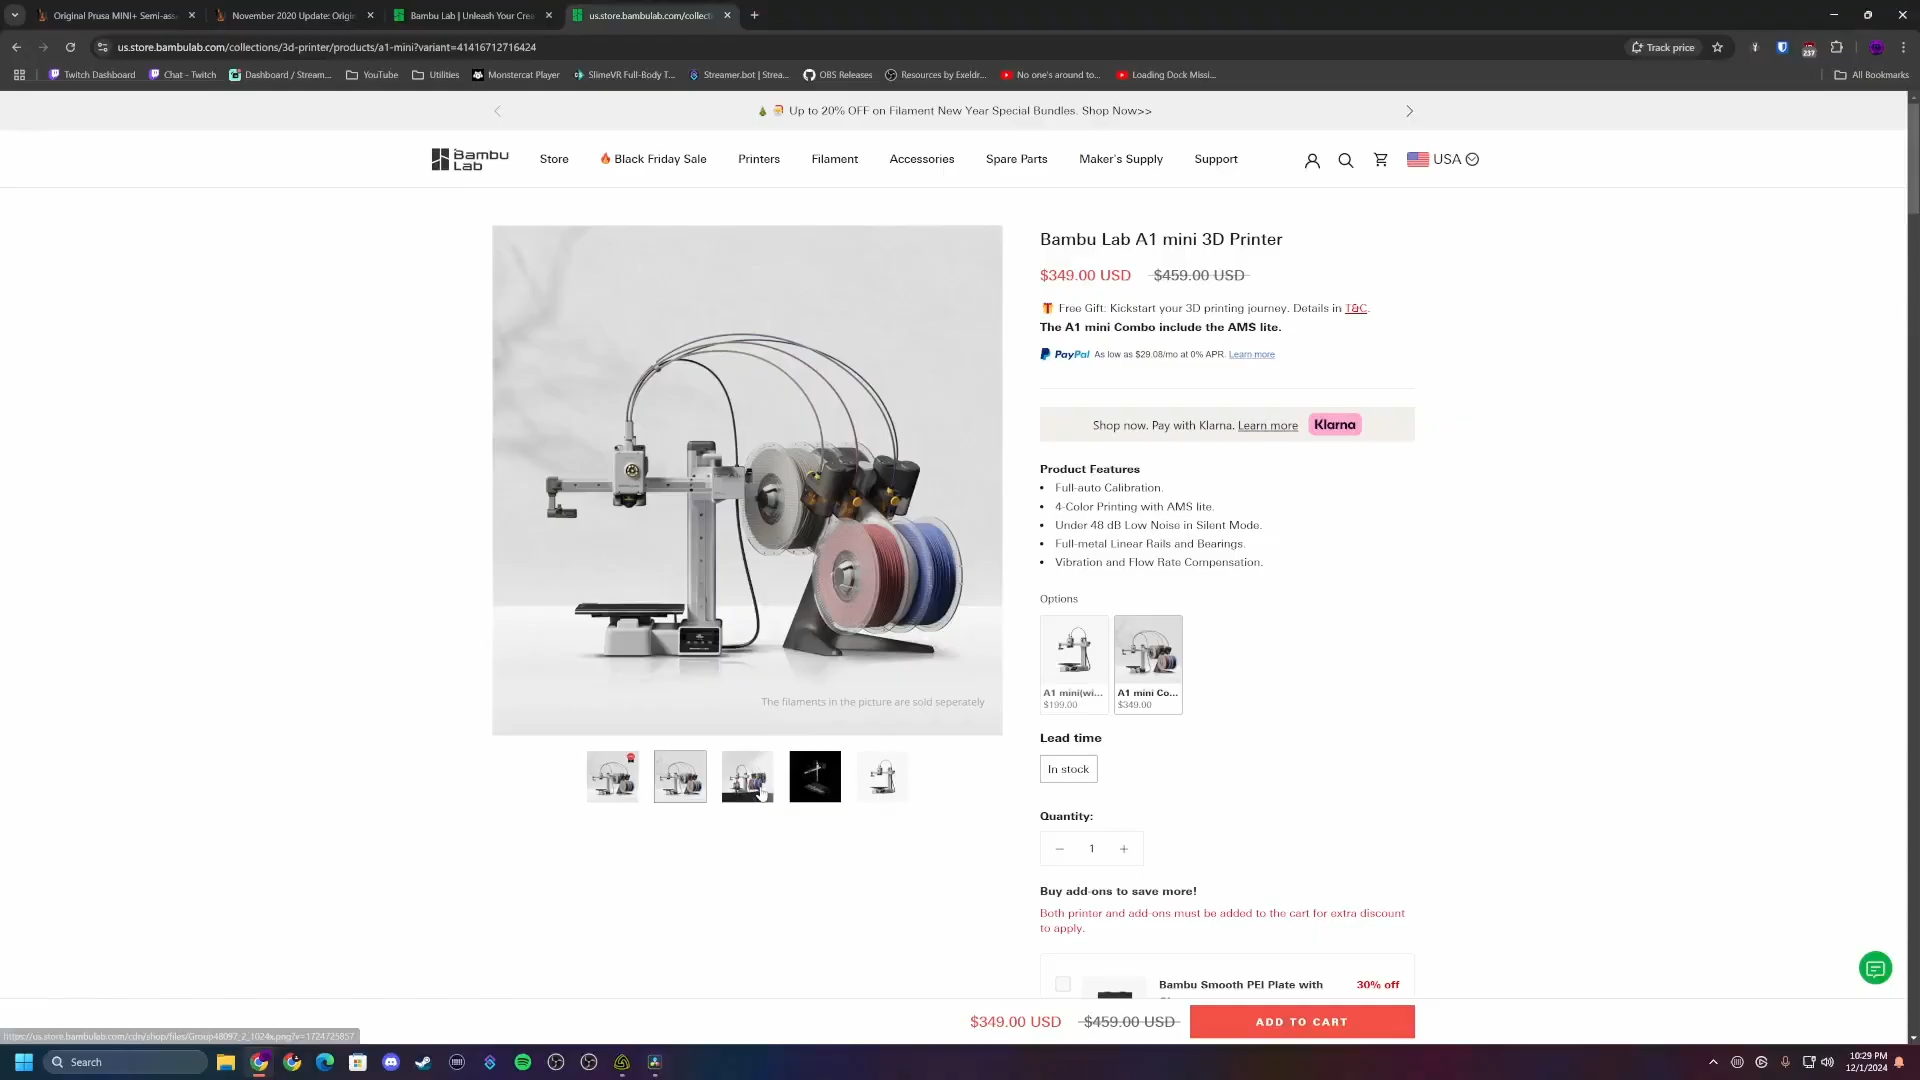 Original Prusa MINI+ Semi-ass
November 2020 Update: Origin
Bambu Lab | Unleash Your Crea
us.store.bambulab.com/collecti
us.store.bambulab.com/collections/3d-printer/products/a1-mini?variant=41416712716424
Track price
237
Twitch Dashboard
Chat - Twitch
Dashboard / Stream...
YouTube
Utilities
Monstercat Player
SlimeVR Full-Body T...
Streamer.bot | Strea...
OBS Releases
Resources by Exeldr...
No one's around to...
Loading Dock Missi...
All Bookmarks
Up to 20% OFF on Filament New Year Special Bundles. Shop Now>>
Bambu Lab
Store
Black Friday Sale
Printers
Filament
Accessories
Spare Parts
Maker's Supply
Support
USA
The filaments in the picture are sold seperately
Bambu Lab A1 mini 3D Printer
$349.00 USD $459.00 USD
Free Gift: Kickstart your 3D printing journey. Details in T&C.
The A1 mini Combo include the AMS lite.
PayPal As low as $29.08/mo at 0% APR. Learn more
Shop now. Pay with Klarna. Learn more Klarna
Product Features
• Full-auto Calibration.
• 4-Color Printing with AMS lite.
• Under 48 dB Low Noise in Silent Mode.
• Full-metal Linear Rails and Bearings.
• Vibration and Flow Rate Compensation.
Options
A1 mini(wi...
$199.00
A1 mini Co...
$349.00
Lead time
In stock
Quantity:
− 1 +
Buy add-ons to save more!
Both printer and add-ons must be added to the cart for extra discount
to apply.
Bambu Smooth PEI Plate with
30% off
$349.00 USD $459.00 USD
ADD TO CART
https://us.store.bambulab.com/cdn/shop/files/Group48097_2_1024x.png?v=1724725857
Search
10:29 PM
12/1/2024